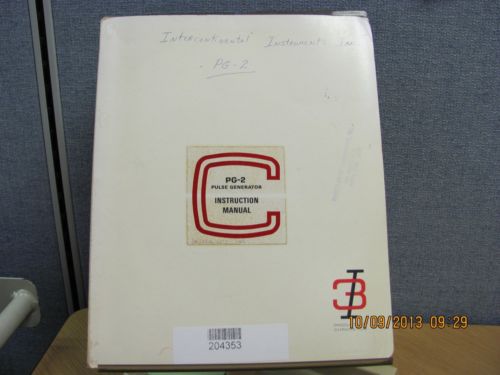 Intercontinental Instruments Inc
- PG-2
PG-2
PULSE GENERATOR
INSTRUCTION
MANUAL
10/09/2013 09:29
204353